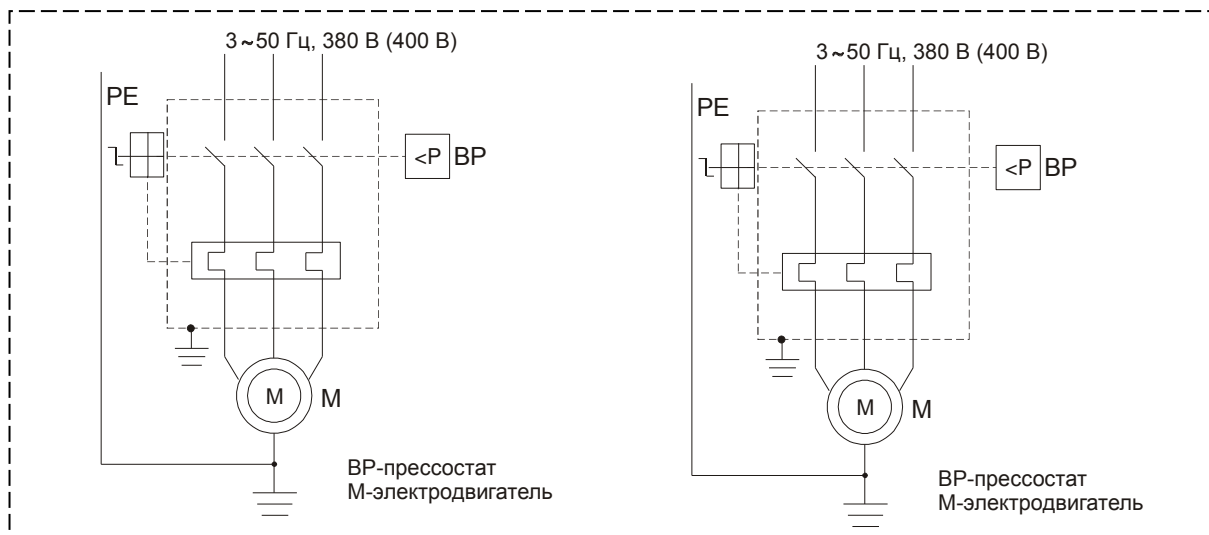 3~50 Гц, 380 В (400 В)
PE
<P BP
M M
BP-прессостат
М-электродвигатель
3~50 Гц, 380 В (400 В)
PE
<P BP
M M
BP-прессостат
М-электродвигатель